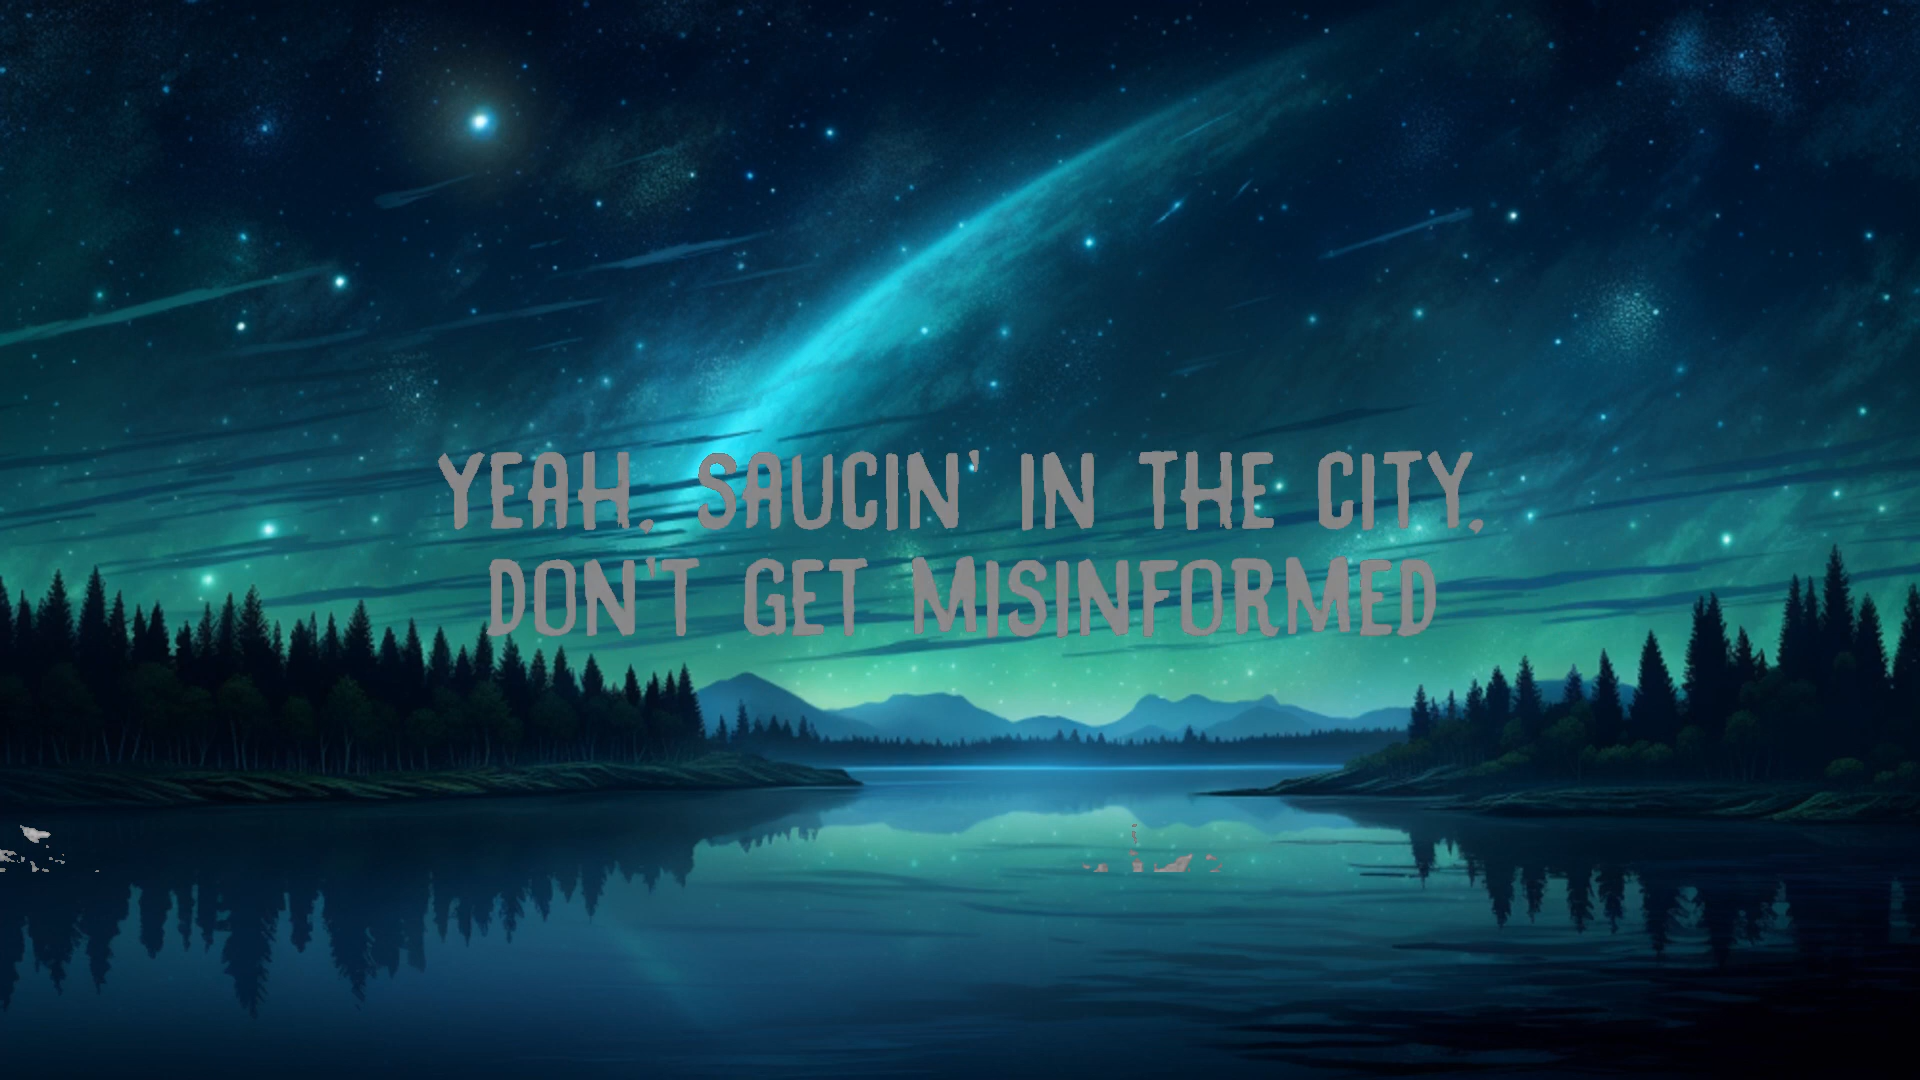 YEAH, SAUCIN' IN THE CITY,
DON'T GET MISINFORMED